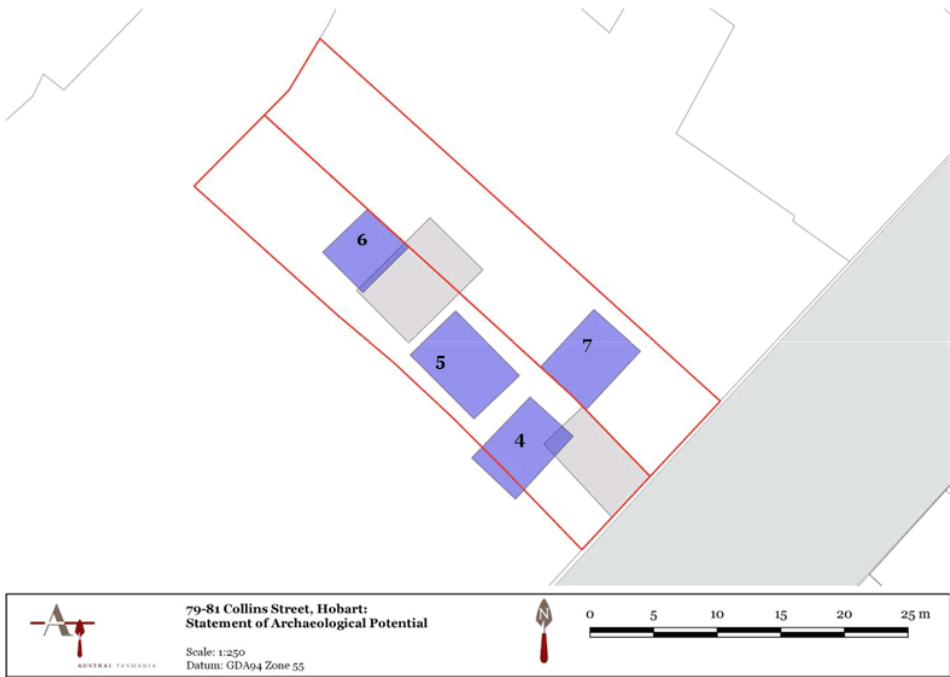 6
7
5
4
79-81 Collins Street, Hobart:
Statement of Archaeological Potential
Scale: 1:250
Datum: GDA94 Zone 55
A
AUSTRAL TASMANIA
N
0 5 10 15 20 25 m